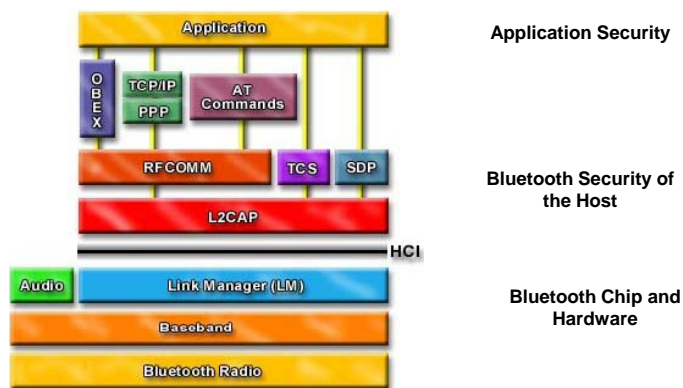 Application
Application Security
OBEX
TCP/IP
PPP
AT
Commands
RFCOMM
TCS
SDP
Bluetooth Security of
the Host
L2CAP
HCI
Audio
Link Manager (LM)
Bluetooth Chip and
Hardware
Baseband
Bluetooth Radio